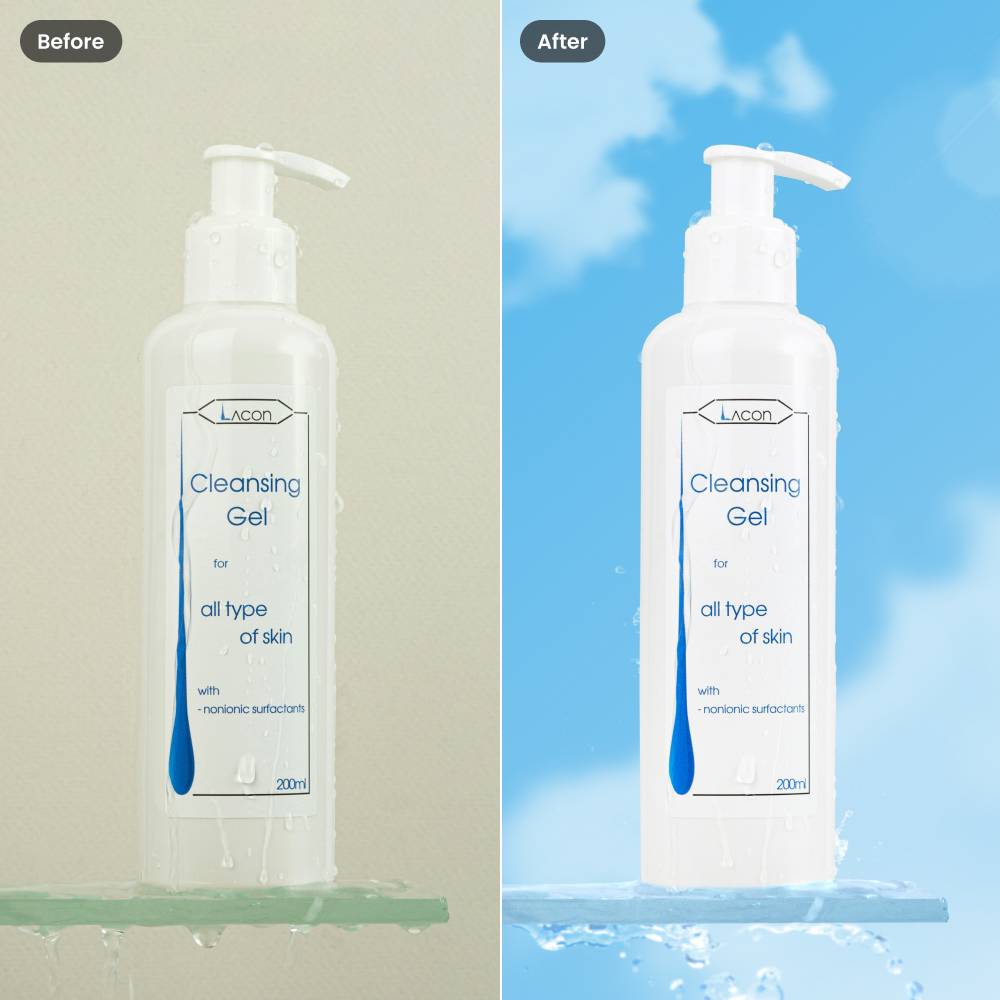 Before
LACON
Cleansing
Gel
for
all type
of skin
with
- nonionic surfactants
200ml
After
LACON
Cleansing
Gel
for
all type
of skin
with
- nonionic surfactants
200ml